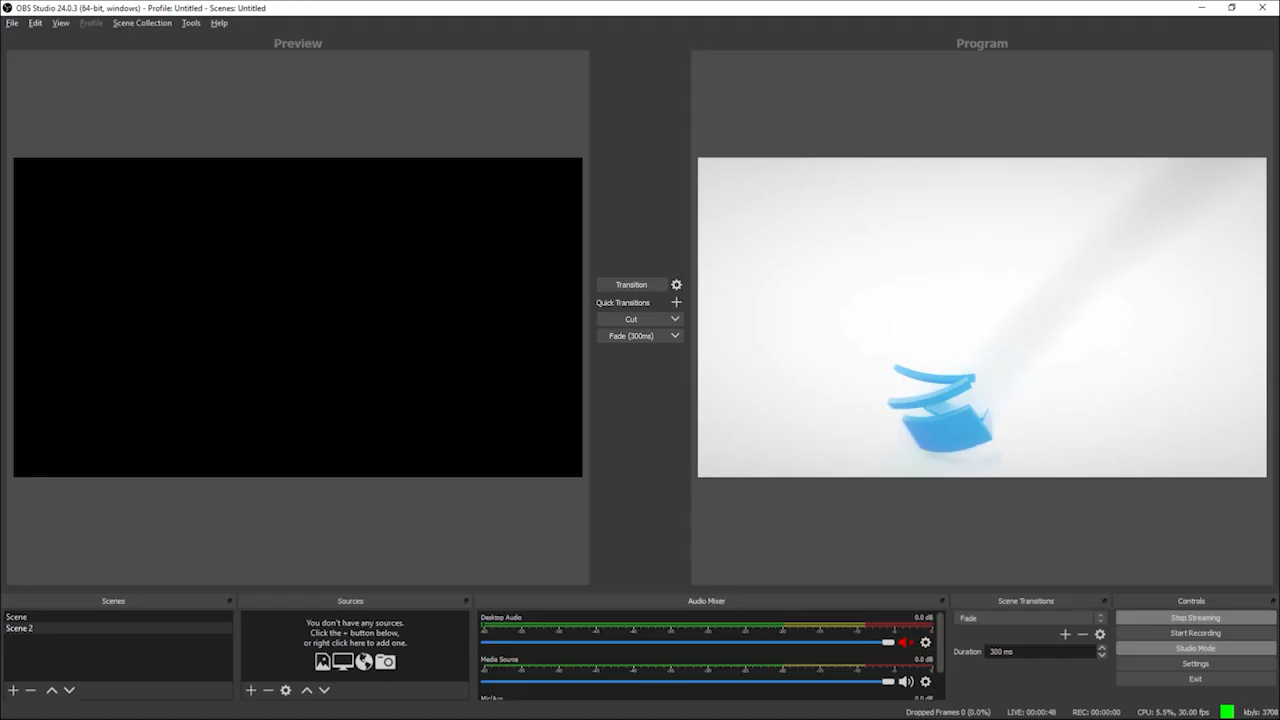 OBS Studio 24.0.3 (64-bit, windows) - Profile: Untitled - Scenes: Untitled
File Edit View Profile Scene Collection Tools Help
Preview
Program
Transition
Quick Transitions
Cut
Fade (300ms)
Scenes
Scene
Scene 2
Sources
You don't have any sources.
Click the + button below,
or right click here to add one.
Audio Mixer
Desktop Audio 0.0 dB
Media Source 0.0 dB
Mic/Aux
Scene Transitions
Fade
Duration 300 ms
Controls
Stop Streaming
Start Recording
Studio Mode
Settings
Exit
Dropped Frames 0 (0.0%) LIVE: 00:00:48 REC: 00:00:00 CPU: 5.5%, 30.00 fps kb/s: 3708